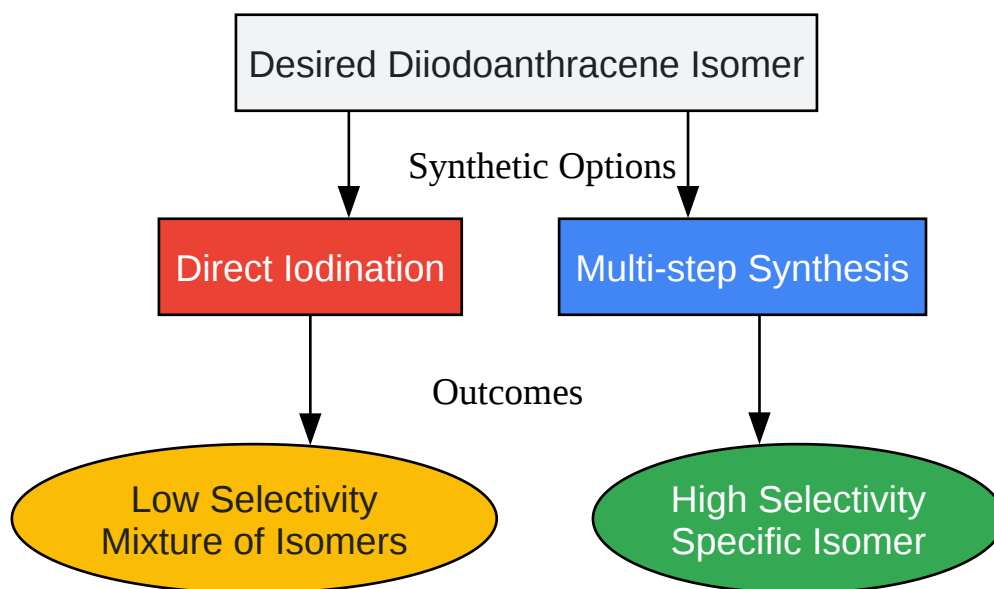 Desired Diiodoanthracene Isomer
Synthetic Options
Direct Iodination
Multi-step Synthesis
Outcomes
Low Selectivity
Mixture of Isomers
High Selectivity
Specific Isomer